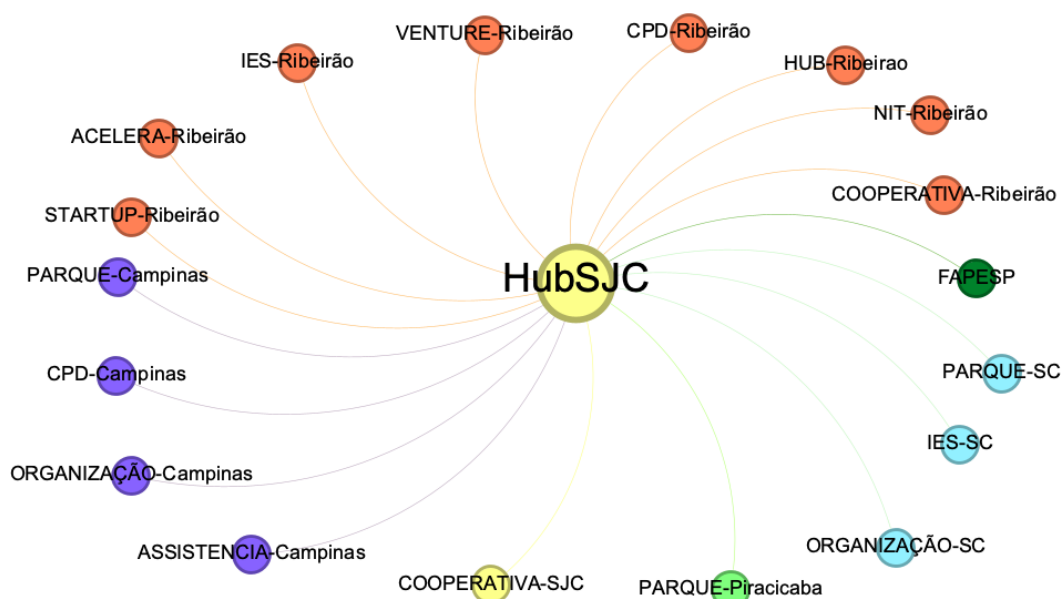 VENTURE-Ribeirão
CPD-Ribeirão
IES-Ribeirão
HUB-Ribeirao
NIT-Ribeirão
ACELERA-Ribeirão
COOPERATIVA-Ribeirão
STARTUP-Ribeirão
PARQUE-Campinas
HubSJC
FAPESP
CPD-Campinas
PARQUE-SC
IES-SC
ORGANIZAÇÃO-Campinas
ORGANIZAÇÃO-SC
ASSISTENCIA-Campinas
COOPERATIVA-SJC
PARQUE-Piracicaba